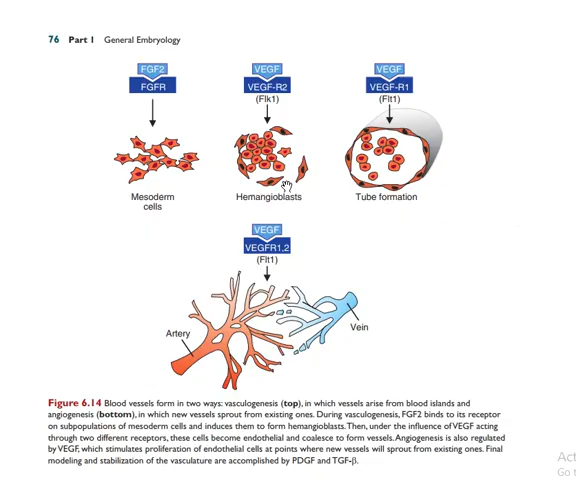 76 Part 1 General Embryology
FGF2
FGFR
VEGF
VEGF-R2
(Flk1)
VEGF
VEGF-R1
(Flt1)
Mesoderm
cells
Hemangioblasts
Tube formation
VEGF
VEGFR1,2
(Flt1)
Artery
Vein
Figure 6.14 Blood vessels form in two ways: vasculogenesis (top), in which vessels arise from blood islands and
angiogenesis (bottom), in which new vessels sprout from existing ones. During vasculogenesis, FGF2 binds to its receptor
on subpopulations of mesoderm cells and induces them to form hemangioblasts. Then, under the influence of VEGF acting
through two different receptors, these cells become endothelial and coalesce to form vessels. Angiogenesis is also regulated
by VEGF, which stimulates proliferation of endothelial cells at points where new vessels will sprout from existing ones. Final
modeling and stabilization of the vasculature are accomplished by PDGF and TGF-β.
Act
Go t